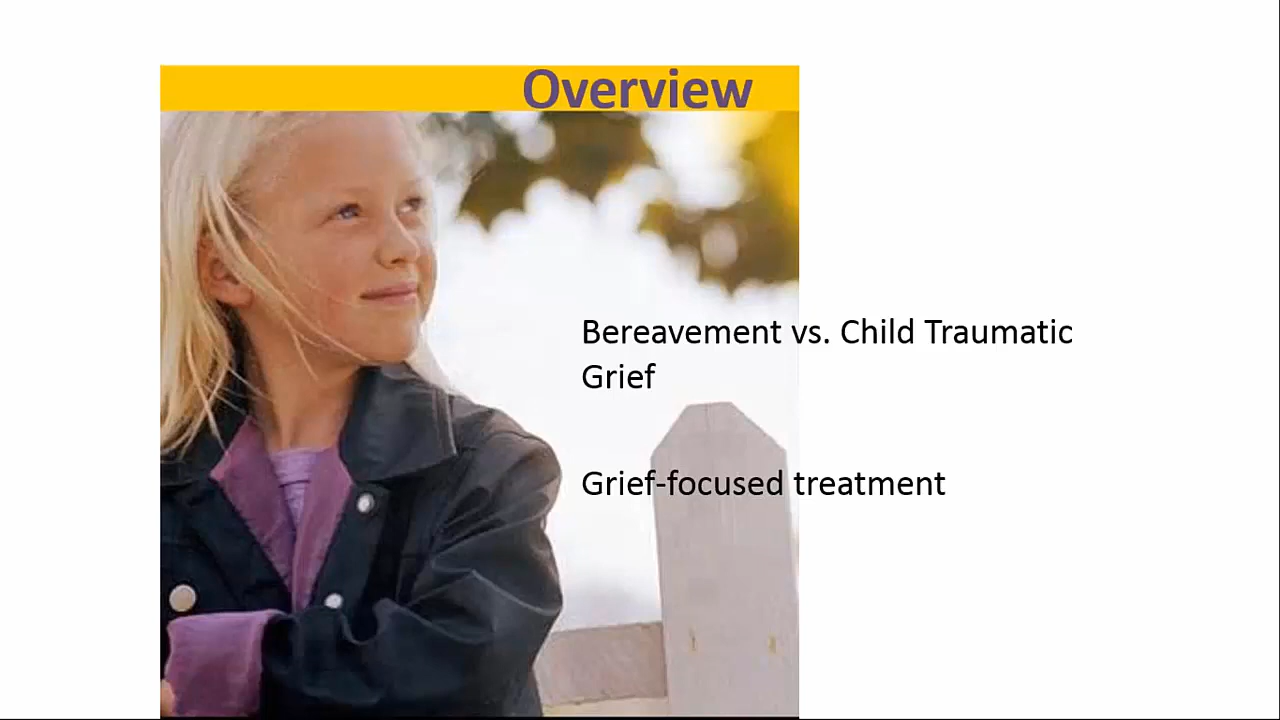 Overview
Bereavement vs. Child Traumatic
Grief
Grief-focused treatment